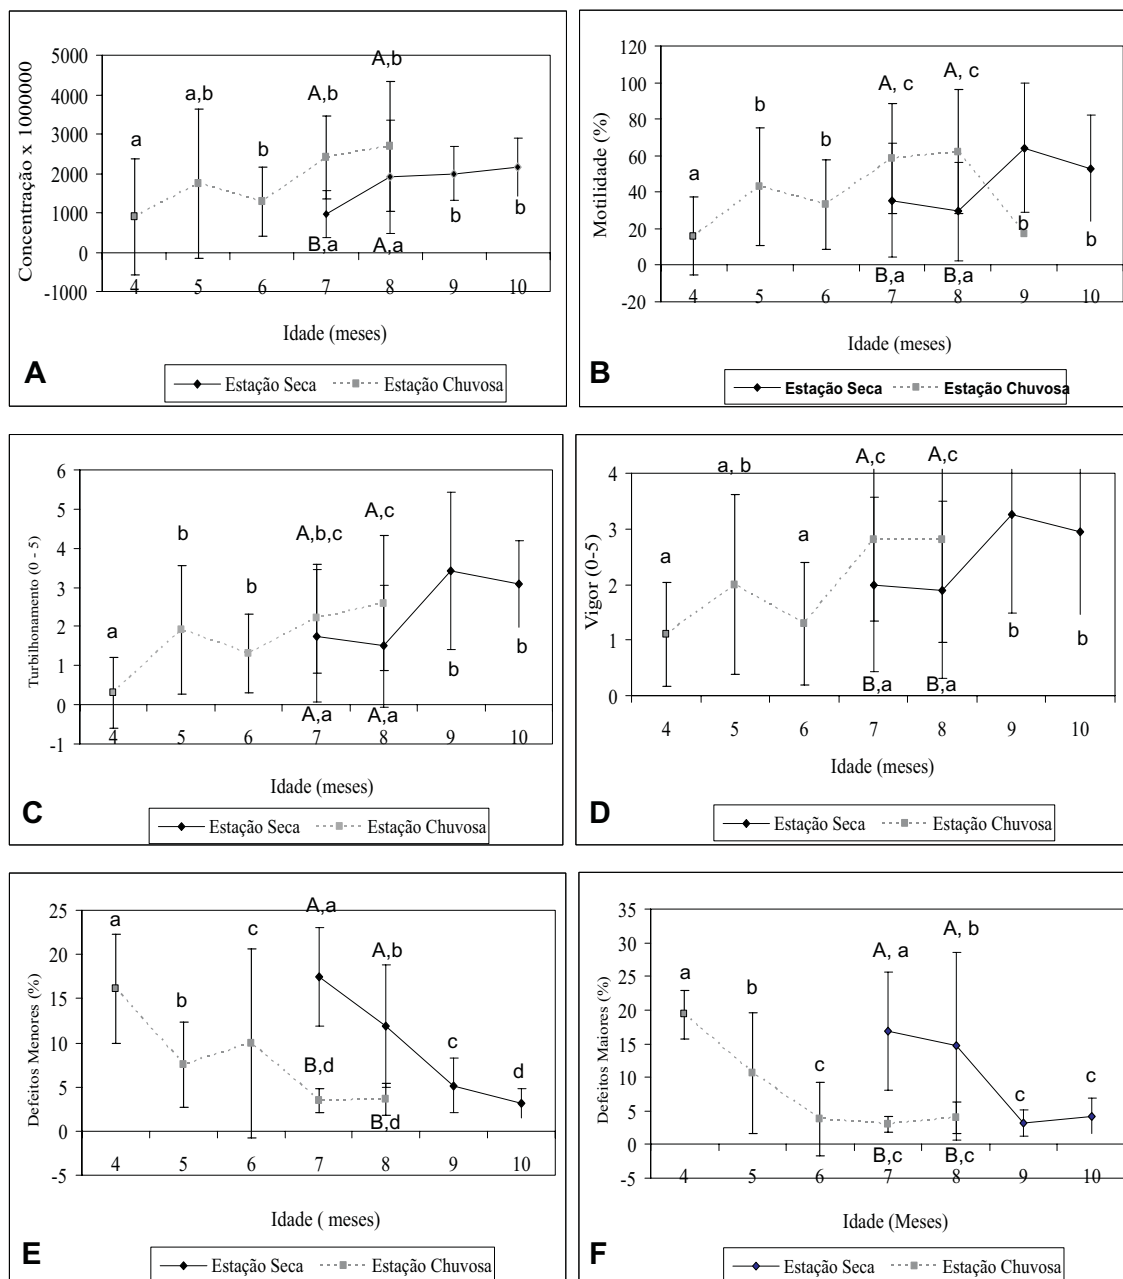 5000
4000
3000
2000
1000
0
-1000
Concentração x 1000000
a
a,b
b
A,b
A,b
B,a
A,a
b
b
4 5 6 7 8 9 10
Idade (meses)
A
Estação Seca Estação Chuvosa
120
100
80
60
40
20
0
-20
Motilidade (%)
a
b
b
A, c
A, c
B,a
B,a
b
b
4 5 6 7 8 9 10
Idade (meses)
B
Estação Seca Estação Chuvosa
6
5
4
3
2
1
0
-1
Turbilhonamento (0 - 5)
a
b
b
A,b,c
A,c
A,a
A,a
b
b
4 5 6 7 8 9 10
Idade (meses)
C
Estação Seca Estação Chuvosa
4
3
2
1
0
Vigor (0-5)
a
a, b
a
A,c
A,c
B,a
B,a
b
b
4 5 6 7 8 9 10
Idade (meses)
D
Estação Seca Estação Chuvosa
25
20
15
10
5
0
-5
Defeitos Menores (%)
a
b
c
A,a
A,b
B,d
B,d
c
d
4 5 6 7 8 9 10
Idade ( meses)
E
Estação Seca Estação Chuvosa
35
30
25
20
15
10
5
0
-5
Defeitos Maiores (%)
a
b
c
A, a
A, b
B,c
B,c
c
c
4 5 6 7 8 9 10
Idade (Meses)
F
Estação Seca Estação Chuvosa